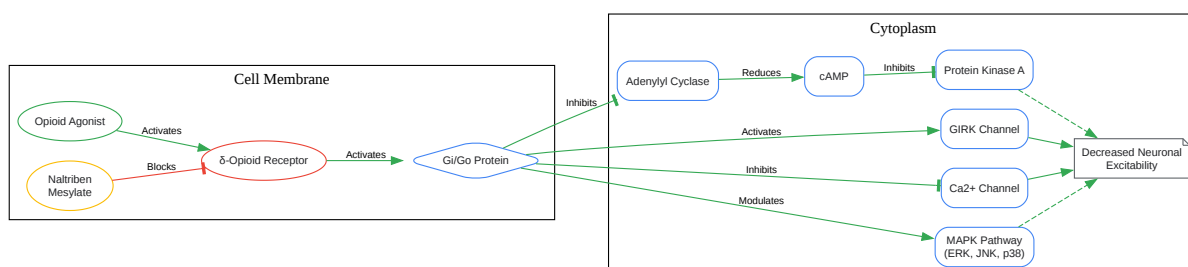 Cell Membrane
Opioid Agonist
Activates
Naltriben
Mesylate
Blocks
δ-Opioid Receptor
Activates
Gi/Go Protein
Cytoplasm
Inhibits
Adenylyl Cyclase
Reduces
cAMP
Inhibits
Protein Kinase A
Activates
GIRK Channel
Inhibits
Ca2+ Channel
Modulates
MAPK Pathway
(ERK, JNK, p38)
Decreased Neuronal
Excitability